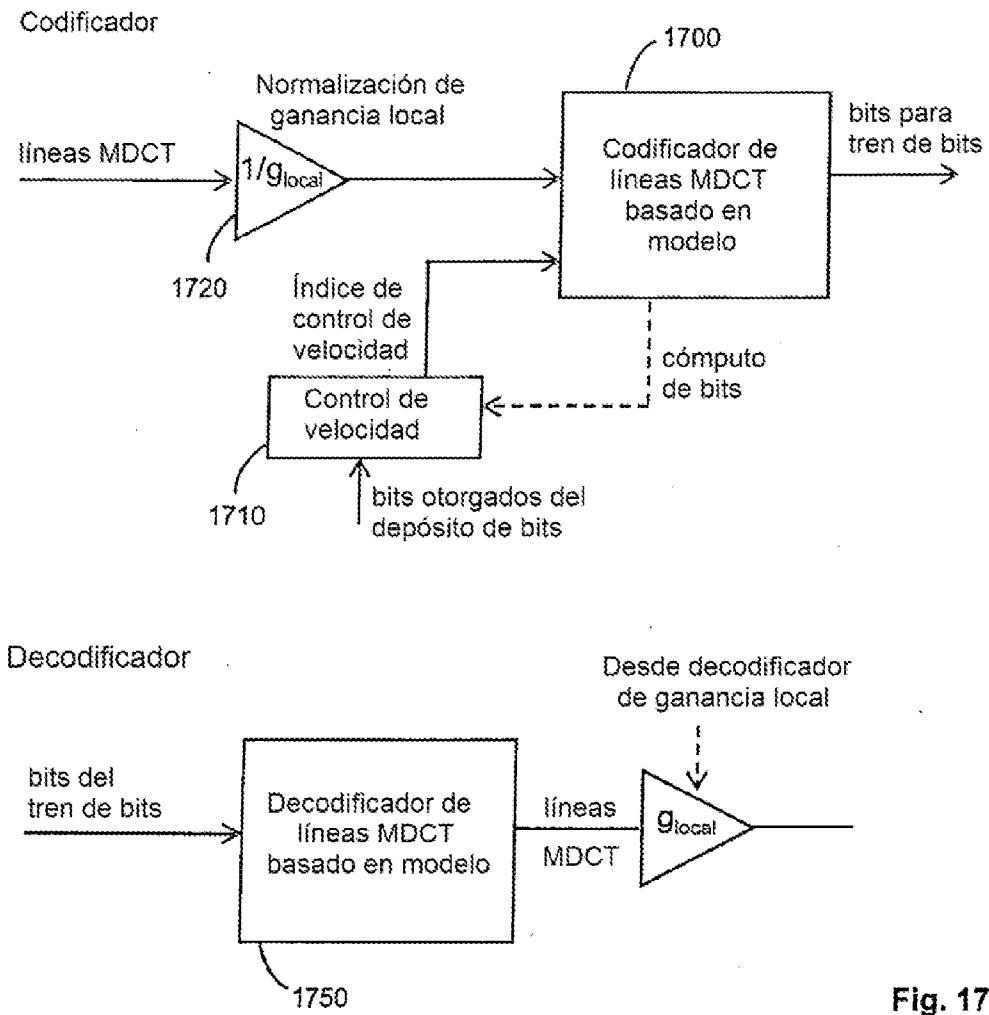 Codificador
1700
Normalización de
ganancia local
líneas MDCT
1/g_local
1720
Codificador de
líneas MDCT
basado en
modelo
bits para
tren de bits
Índice de
control de
velocidad
cómputo
de bits
Control de
velocidad
1710
bits otorgados del
depósito de bits
Decodificador
Desde decodificador
de ganancia local
bits del
tren de bits
Decodificador de
líneas MDCT
basado en modelo
líneas
MDCT
g_local
1750
Fig. 17